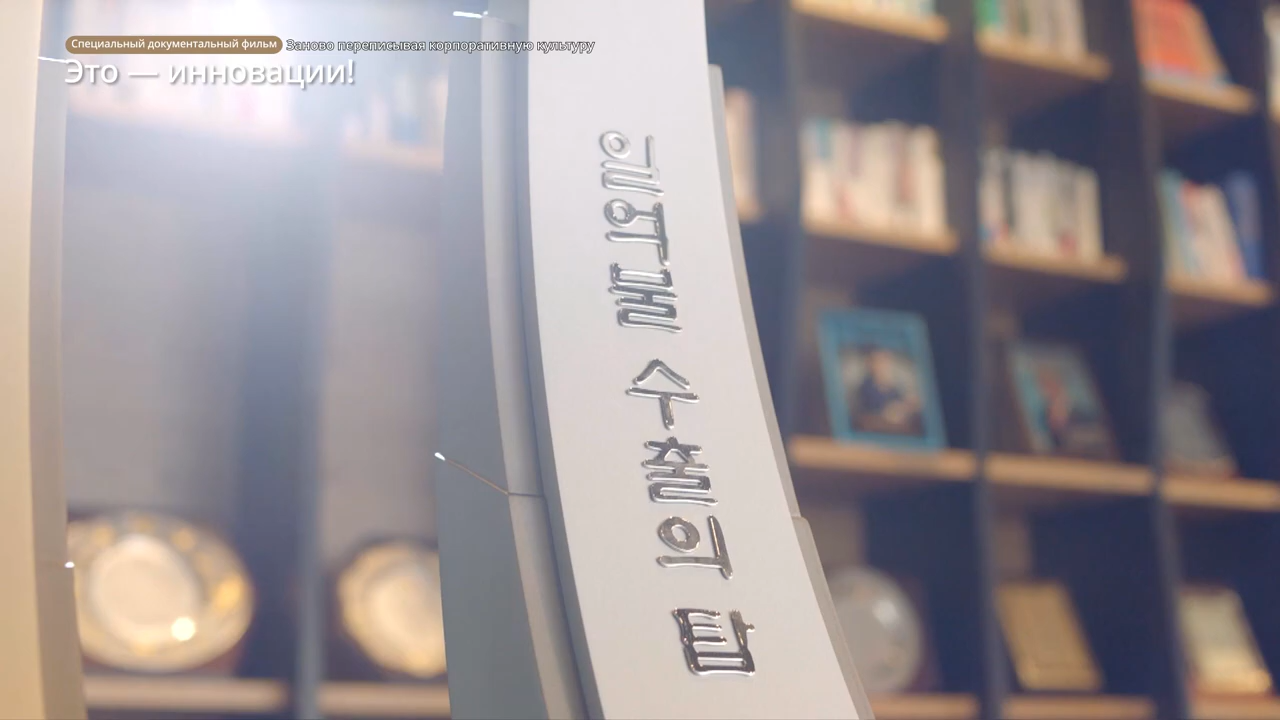 Специальный документальный фильм Заново переписывая корпоративную культуру
Это — инновации!
일억불 수출의 탑